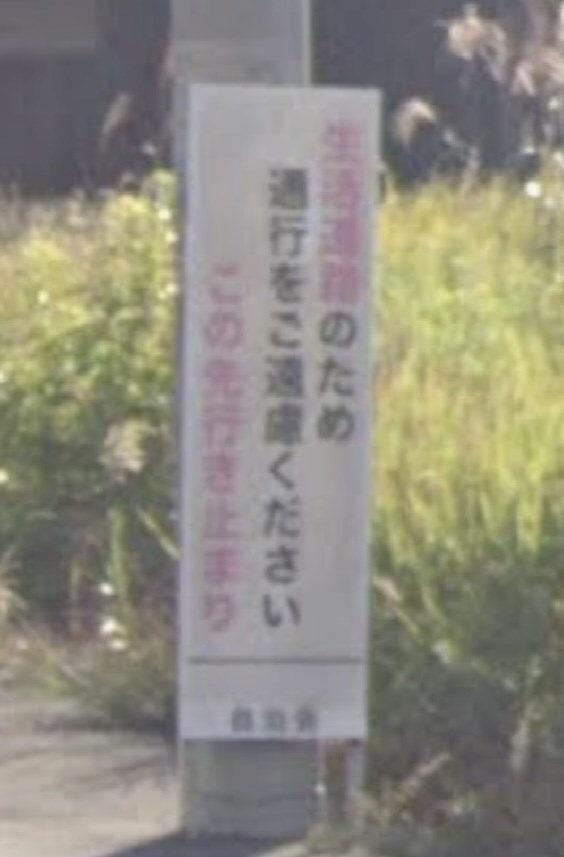 生活道路のため
通行をご遠慮ください
この先行き止まり
自治会